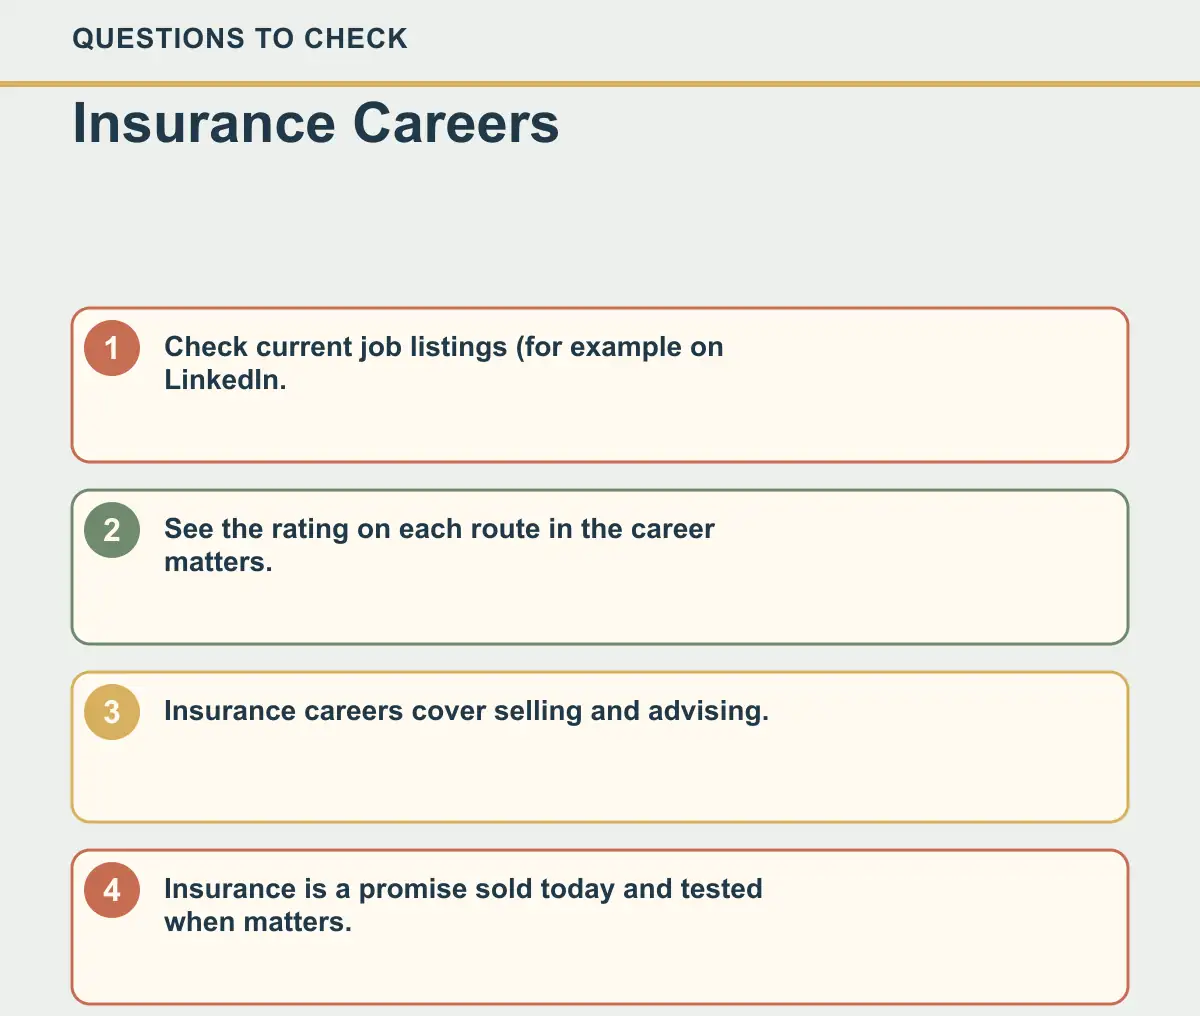 QUESTIONS TO CHECK
Insurance Careers
1
Check current job listings (for example on
LinkedIn.
2
See the rating on each route in the career
matters.
3
Insurance careers cover selling and advising.
4
Insurance is a promise sold today and tested
when matters.